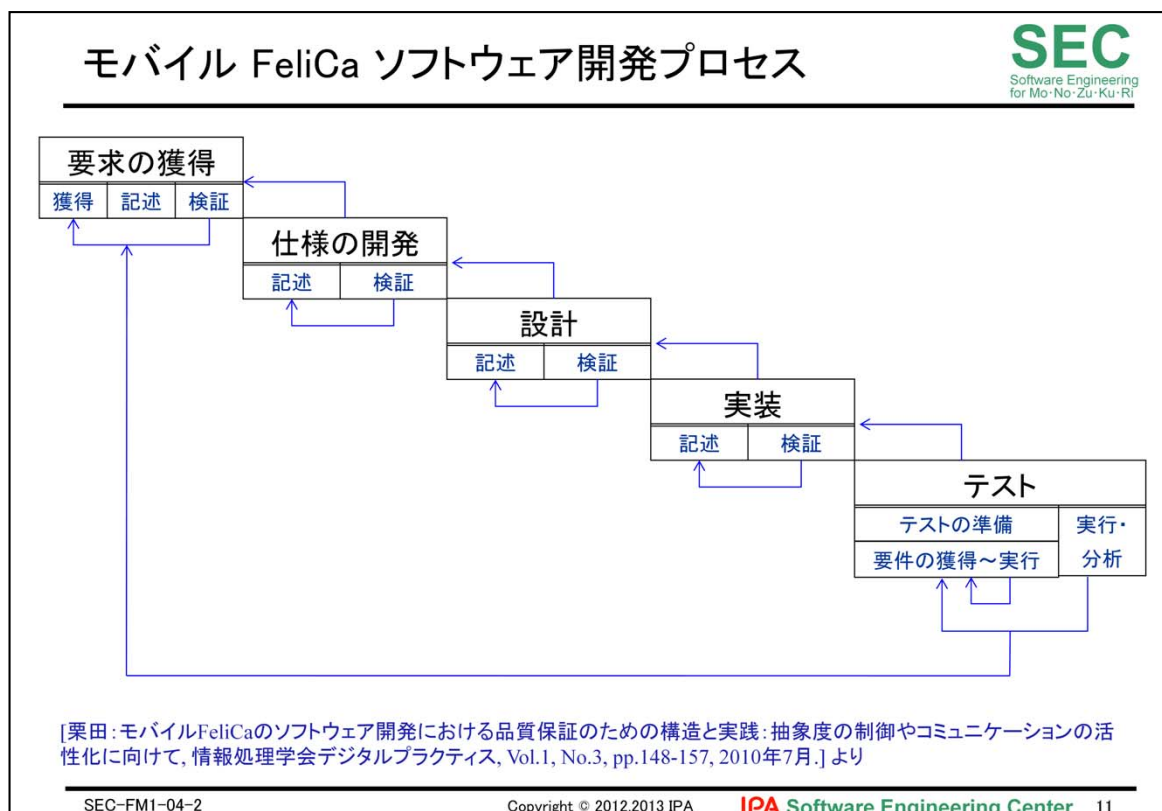 モバイル FeliCa ソフトウェア開発プロセス
SEC
Software Engineering
for Mo･No･Zu･Ku･Ri
要求の獲得
獲得 記述 検証
仕様の開発
記述 検証
設計
記述 検証
実装
記述 検証
テスト
テストの準備
実行・
要件の獲得～実行
分析
[栗田：モバイルFeliCaのソフトウェア開発における品質保証のための構造と実践：抽象度の制御やコミュニケーションの活
性化に向けて, 情報処理学会デジタルプラクティス, Vol.1, No.3, pp.148-157, 2010年7月.] より
SEC-FM1-04-2 Copyright © 2012,2013 IPA IPA Software Engineering Center 11